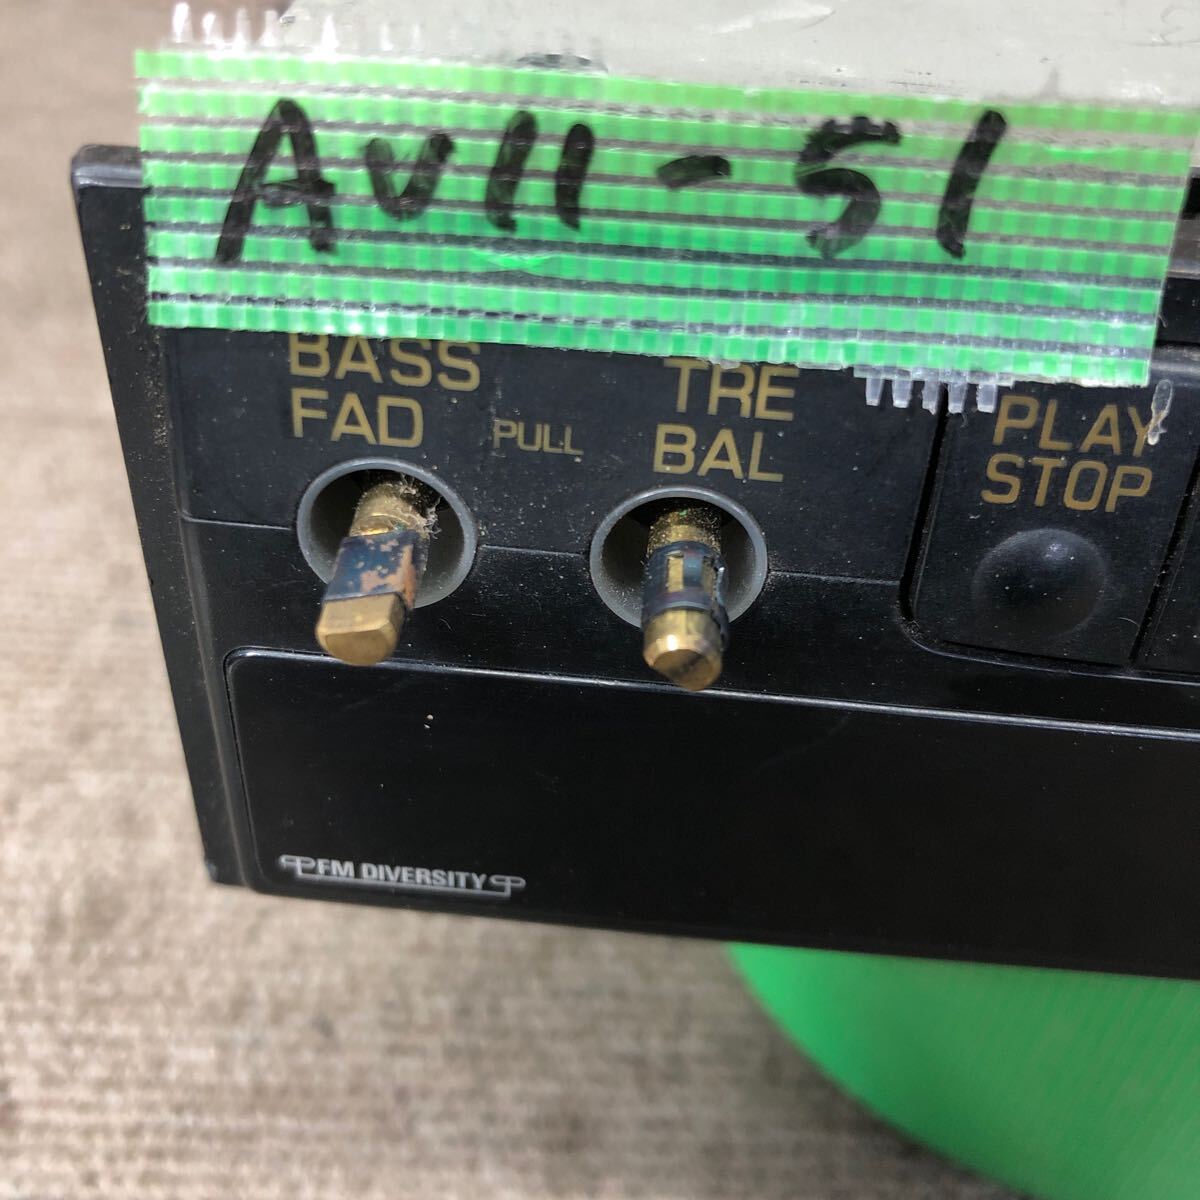 AV11-51
BASS
FAD
PULL
TRE
BAL
PLAY
STOP
FM DIVERSITY